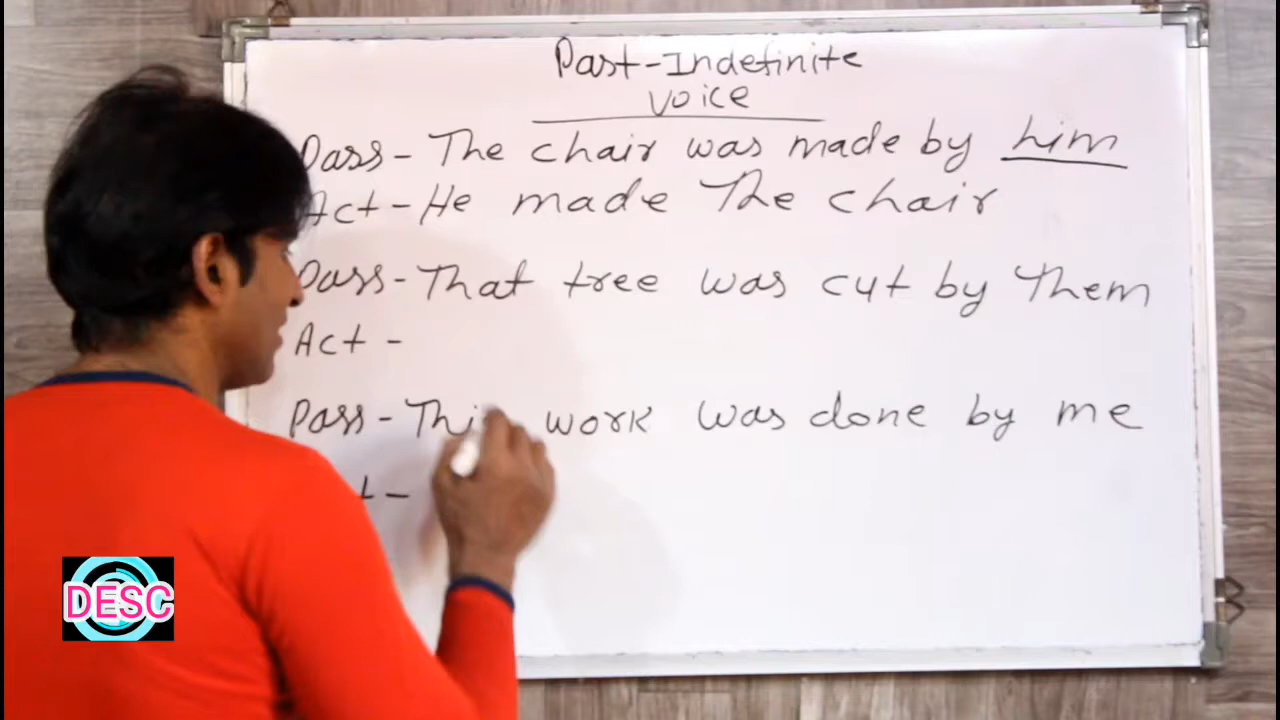 Past-Indefinite
Voice
Pass - The chair was made by him
Act - He made The chair
Pass - That tree was cut by Them
Act -
Pass - This work was done by me
-
DESC